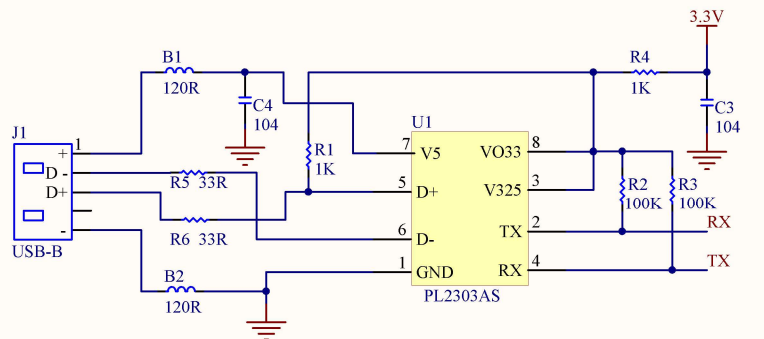 3.3V
B1
R4
120R
1K
C4
104
C3
104
J1
1
U1
+
7
V5
VO33
8
R1
1K
D -
R5 33R
D+
5
D+
V325
3
R2
100K
R3
100K
R6 33R
6
D-
TX
2
RX
-
USB-B
1
GND
RX
4
TX
B2
120R
PL2303AS